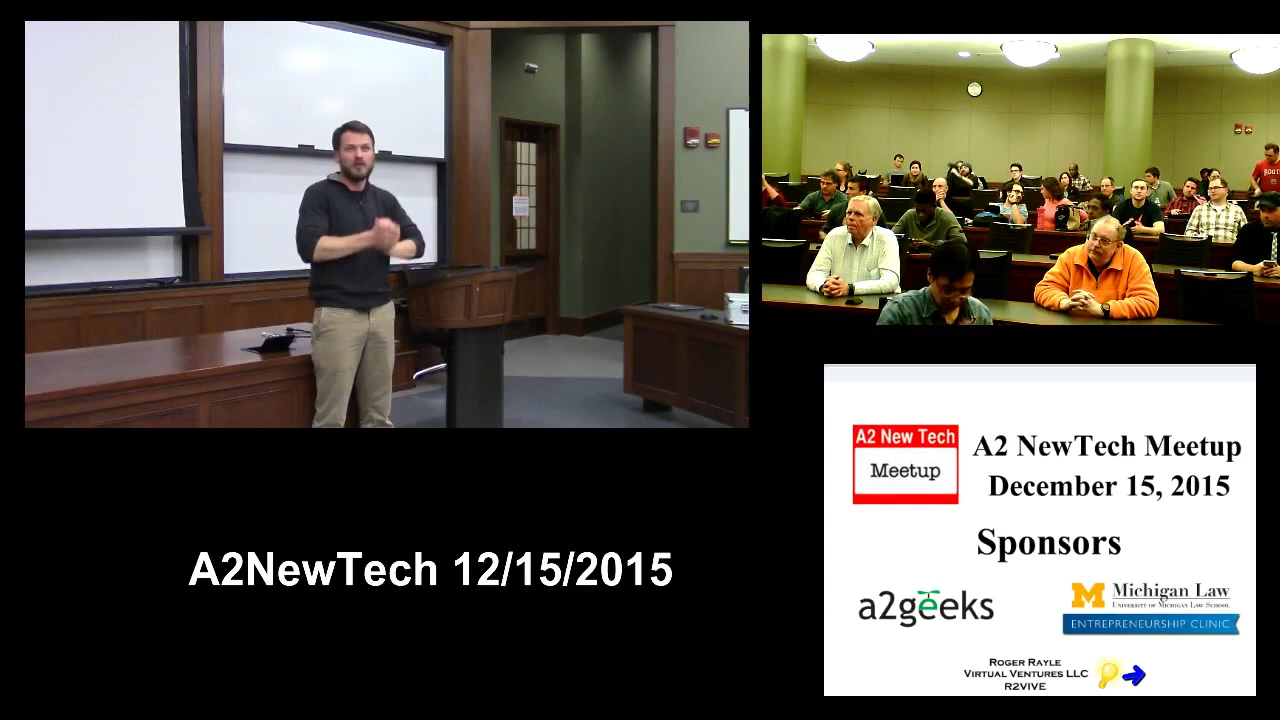 ROOTS
A2NewTech 12/15/2015
A2 New Tech
Meetup
A2 NewTech Meetup
December 15, 2015
Sponsors
a2geeks
M Michigan Law
UNIVERSITY OF MICHIGAN LAW SCHOOL
ENTREPRENEURSHIP CLINIC
ROGER RAYLE
VIRTUAL VENTURES LLC
R2VIVE